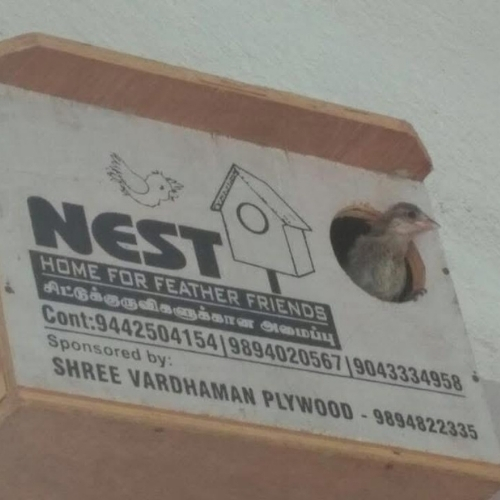 NEST
HOME FOR FEATHER FRIENDS
சிட்டுக்குருவிகளுக்கான அமைப்பு
Cont:9442504154|9894020567|9043334958
Sponsored by:
SHREE VARDHAMAN PLYWOOD - 9894822335